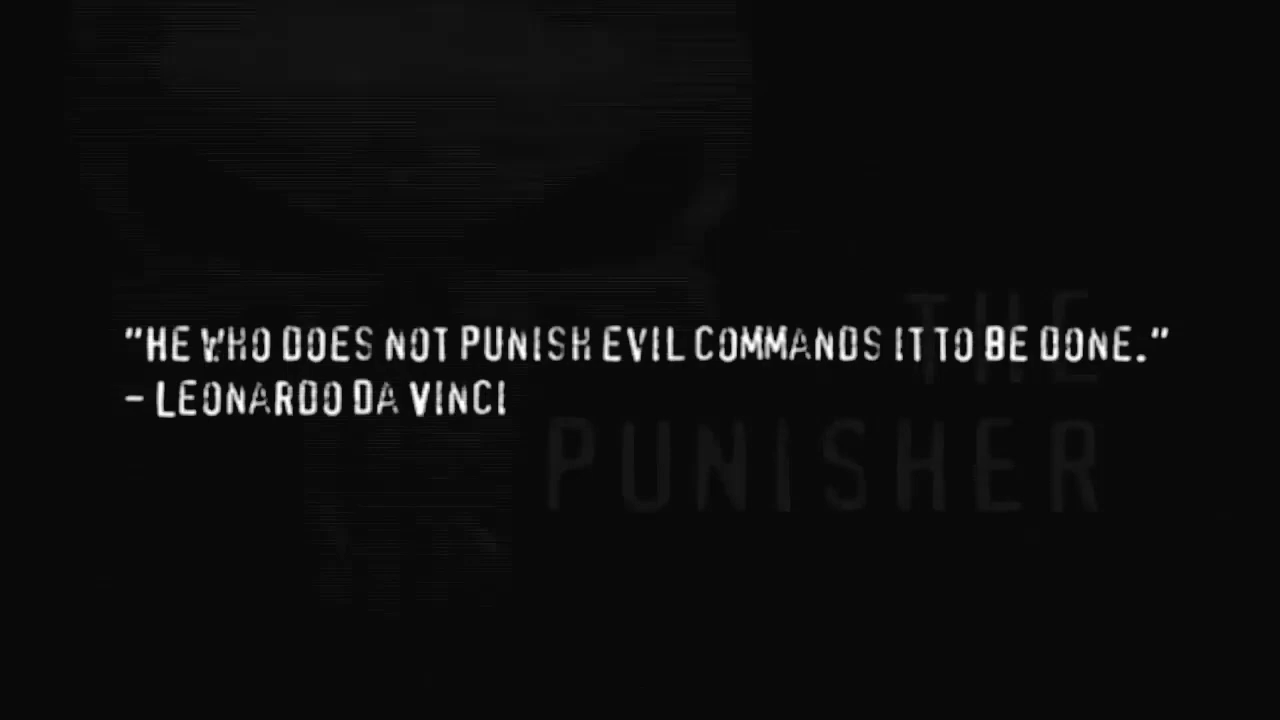 "HE WHO DOES NOT PUNISH EVIL COMMANDS IT TO BE DONE."
- LEONARDO DA VINCI
THE
PUNISHER